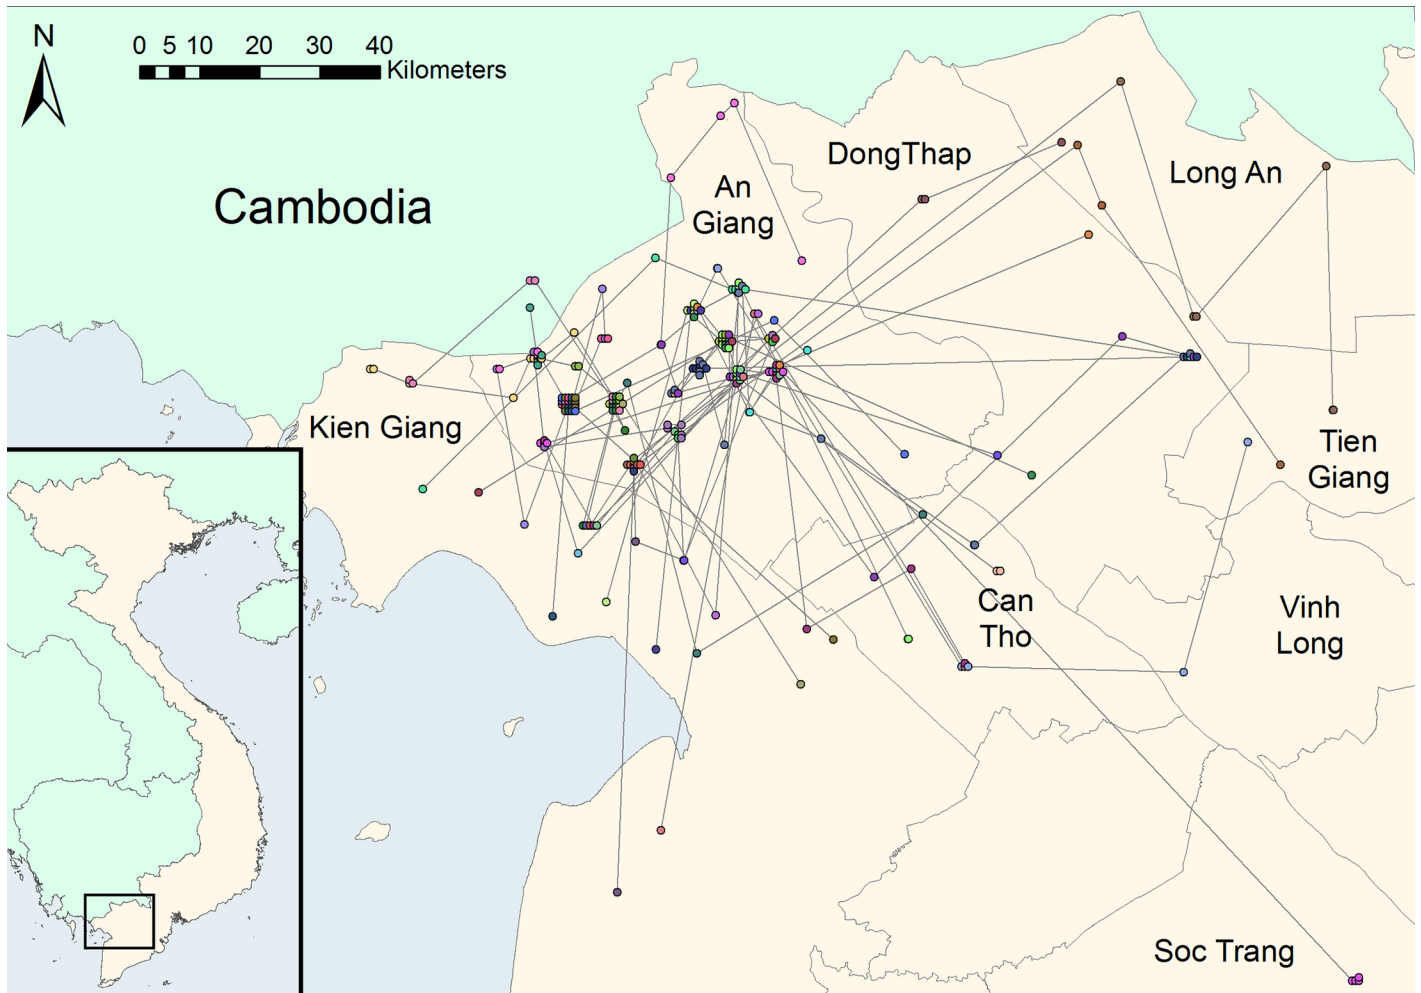 N
0 5 10 20 30 40
Kilometers
Cambodia
An
Giang
DongThap
Long An
Kien Giang
Tien
Giang
Can
Tho
Vinh
Long
Soc Trang